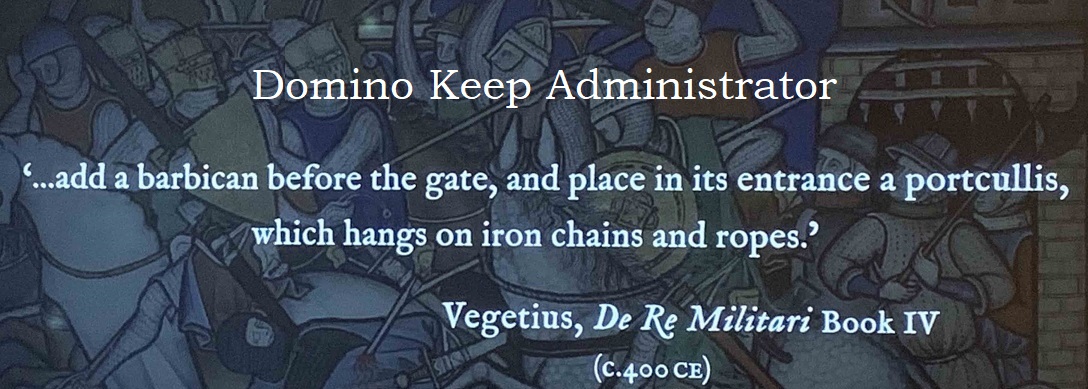 Domino Keep Administrator
‘...add a barbican before the gate, and place in its entrance a portcullis,
which hangs on iron chains and ropes.’
Vegetius, De Re Militari Book IV
(c.400 CE)